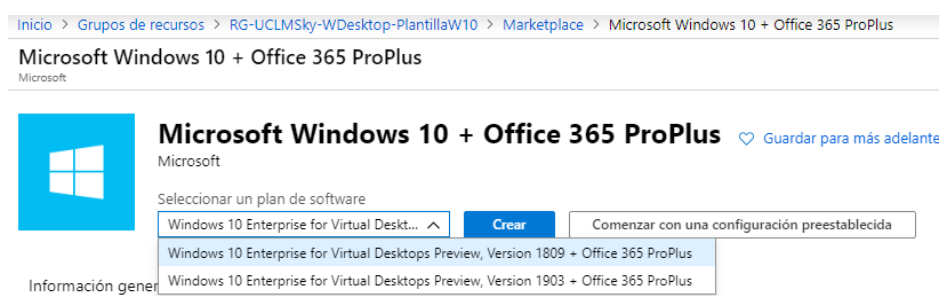 Inicio > Grupos de recursos > RG-UCLMSky-WDesktop-PlantillaW10 > Marketplace > Microsoft Windows 10 + Office 365 ProPlus
Microsoft Windows 10 + Office 365 ProPlus
Microsoft
Microsoft Windows 10 + Office 365 ProPlus Guardar para más adelante
Microsoft
Seleccionar un plan de software
Windows 10 Enterprise for Virtual Deskt... Crear Comenzar con una configuración preestablecida
Windows 10 Enterprise for Virtual Desktops Preview, Version 1809 + Office 365 ProPlus
Información gener Windows 10 Enterprise for Virtual Desktops Preview, Version 1903 + Office 365 ProPlus